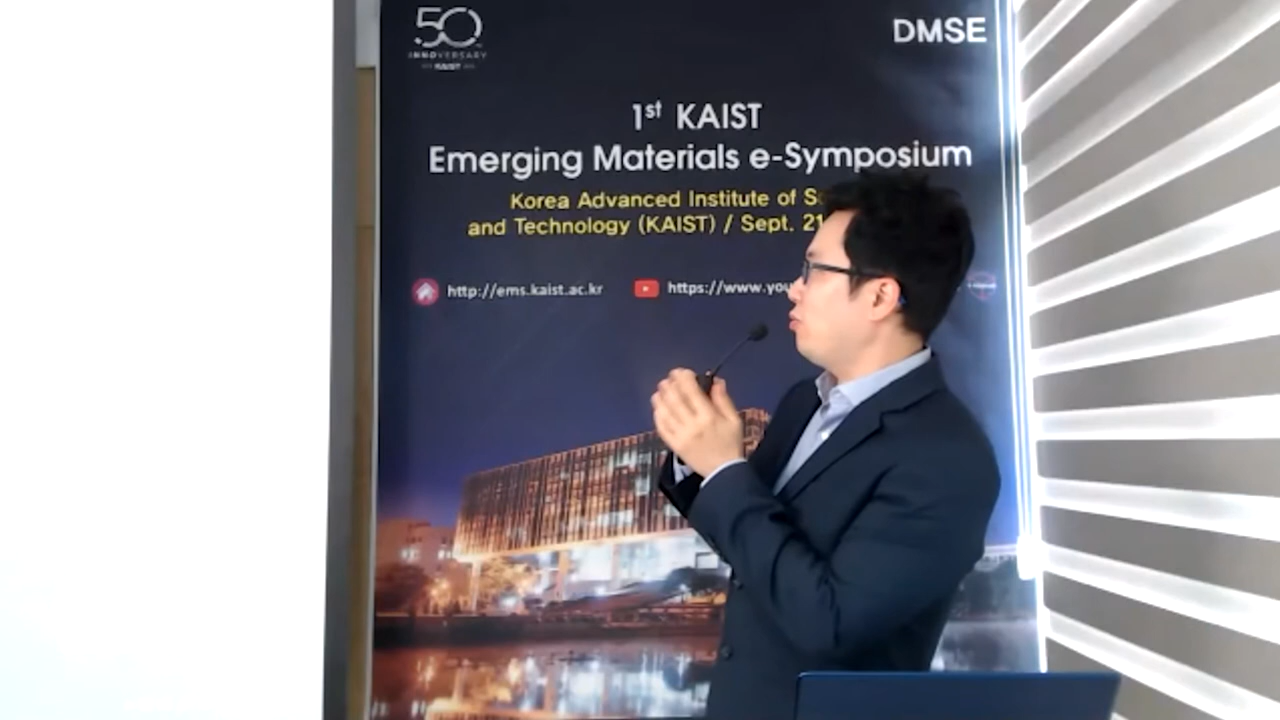 50
INNOVERSARY
KAIST
DMSE
1st KAIST
Emerging Materials e-Symposium
Korea Advanced Institute of
and Technology (KAIST) / Sept. 21
http://ems.kaist.ac.kr
https://www.you